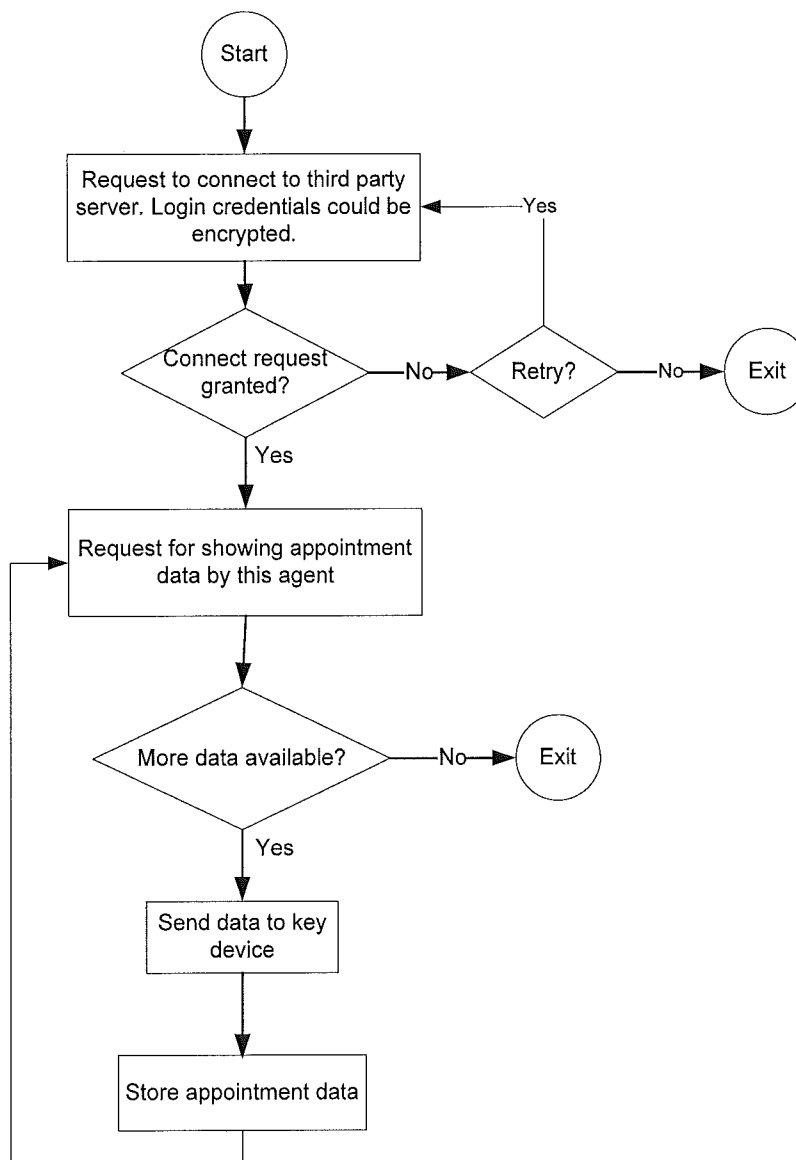 Start
Request to connect to third party
server. Login credentials could be
encrypted.
Yes
Connect request
granted?
No
Retry?
No
Exit
Yes
Request for showing appointment
data by this agent
More data available?
No
Exit
Yes
Send data to key
device
Store appointment data